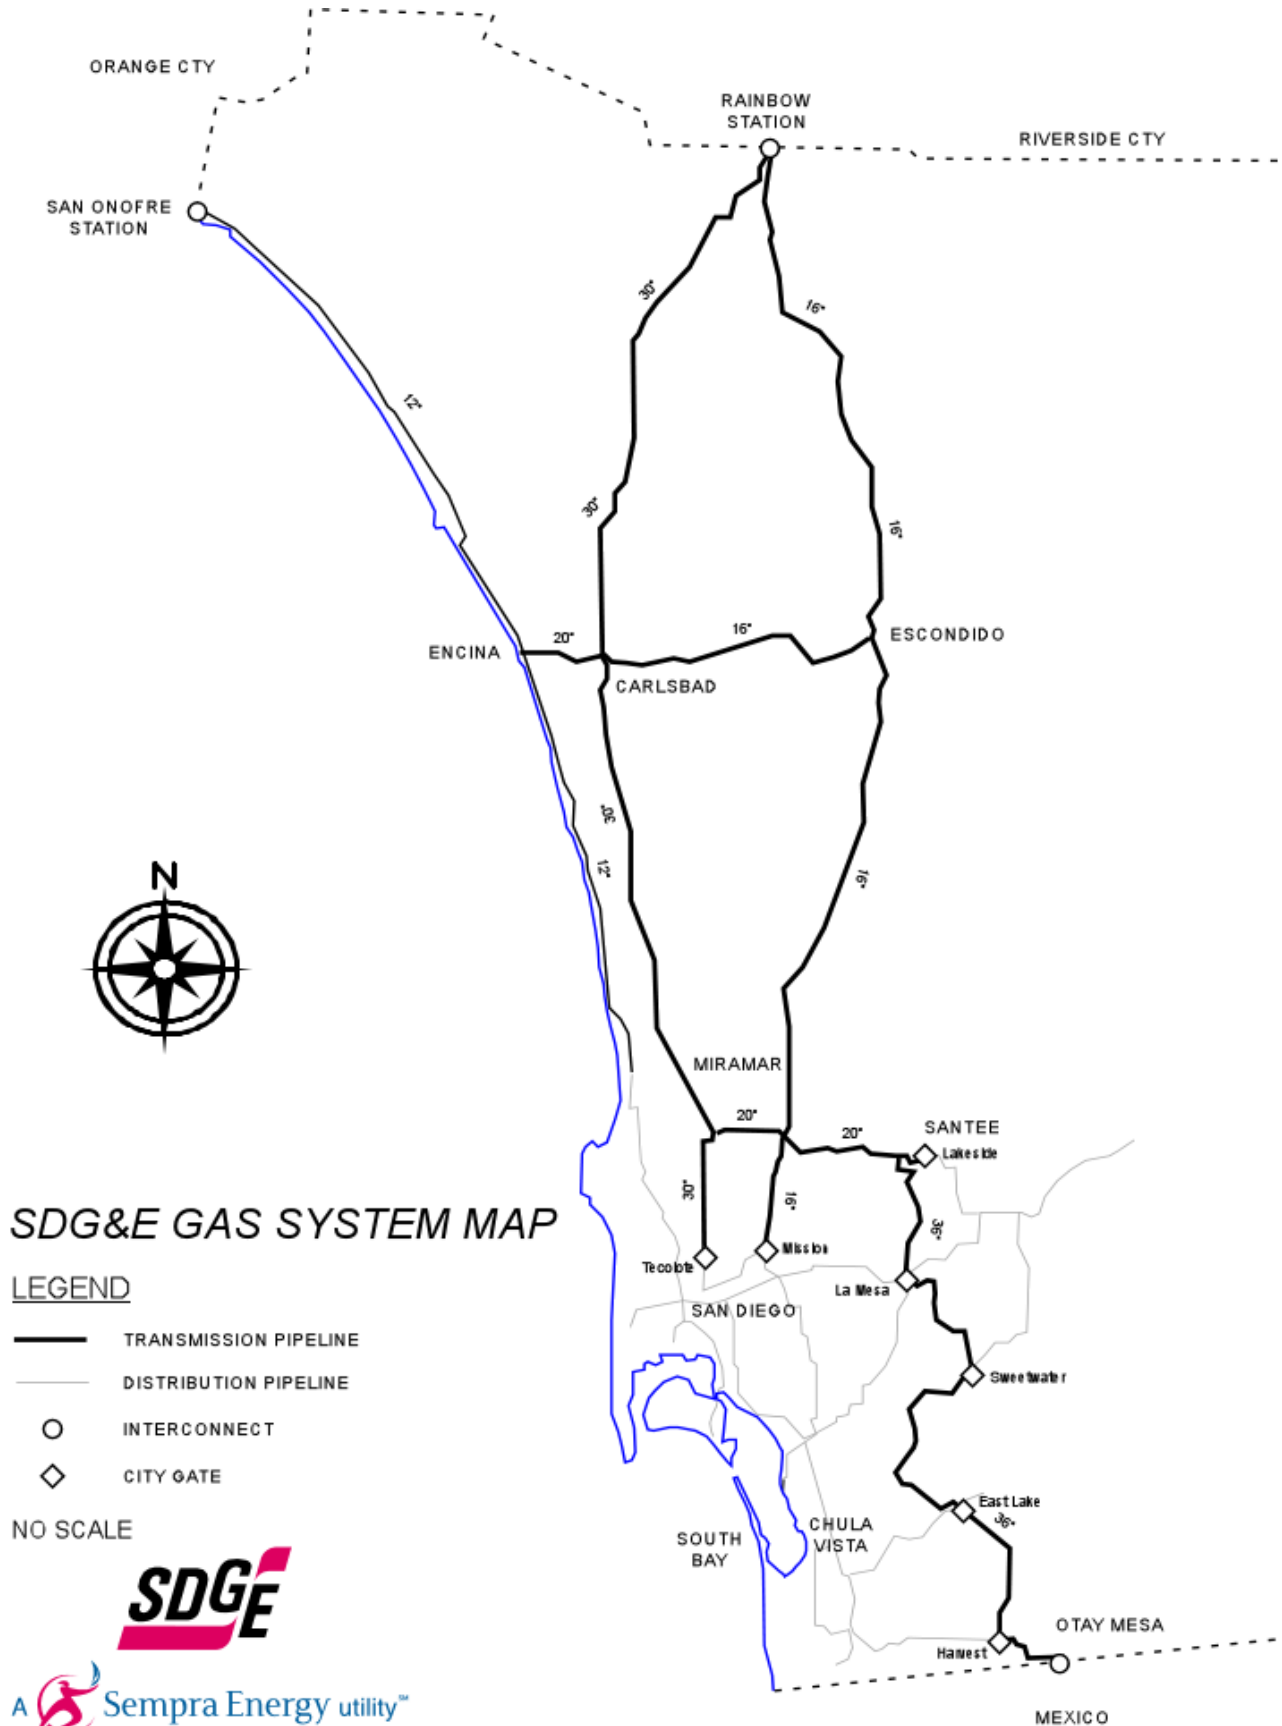 ORANGE CTY
RAINBOW
STATION
RIVERSIDE CTY
SAN ONOFRE
STATION
30"
16"
12"
30"
16"
ENCINA
20"
16"
ESCONDIDO
CARLSBAD
30"
12"
16"
N
MIRAMAR
20"
20"
SANTEE
Lakeside
30"
16"
36"
Tecolote
Mission
La Mesa
SAN DIEGO
Sweetwater
East Lake
36"
SOUTH
BAY
CHULA
VISTA
Harvest
OTAY MESA
MEXICO
SDG&E GAS SYSTEM MAP
LEGEND
TRANSMISSION PIPELINE
DISTRIBUTION PIPELINE
INTERCONNECT
CITY GATE
NO SCALE
SDGE
A Sempra Energy utility℠